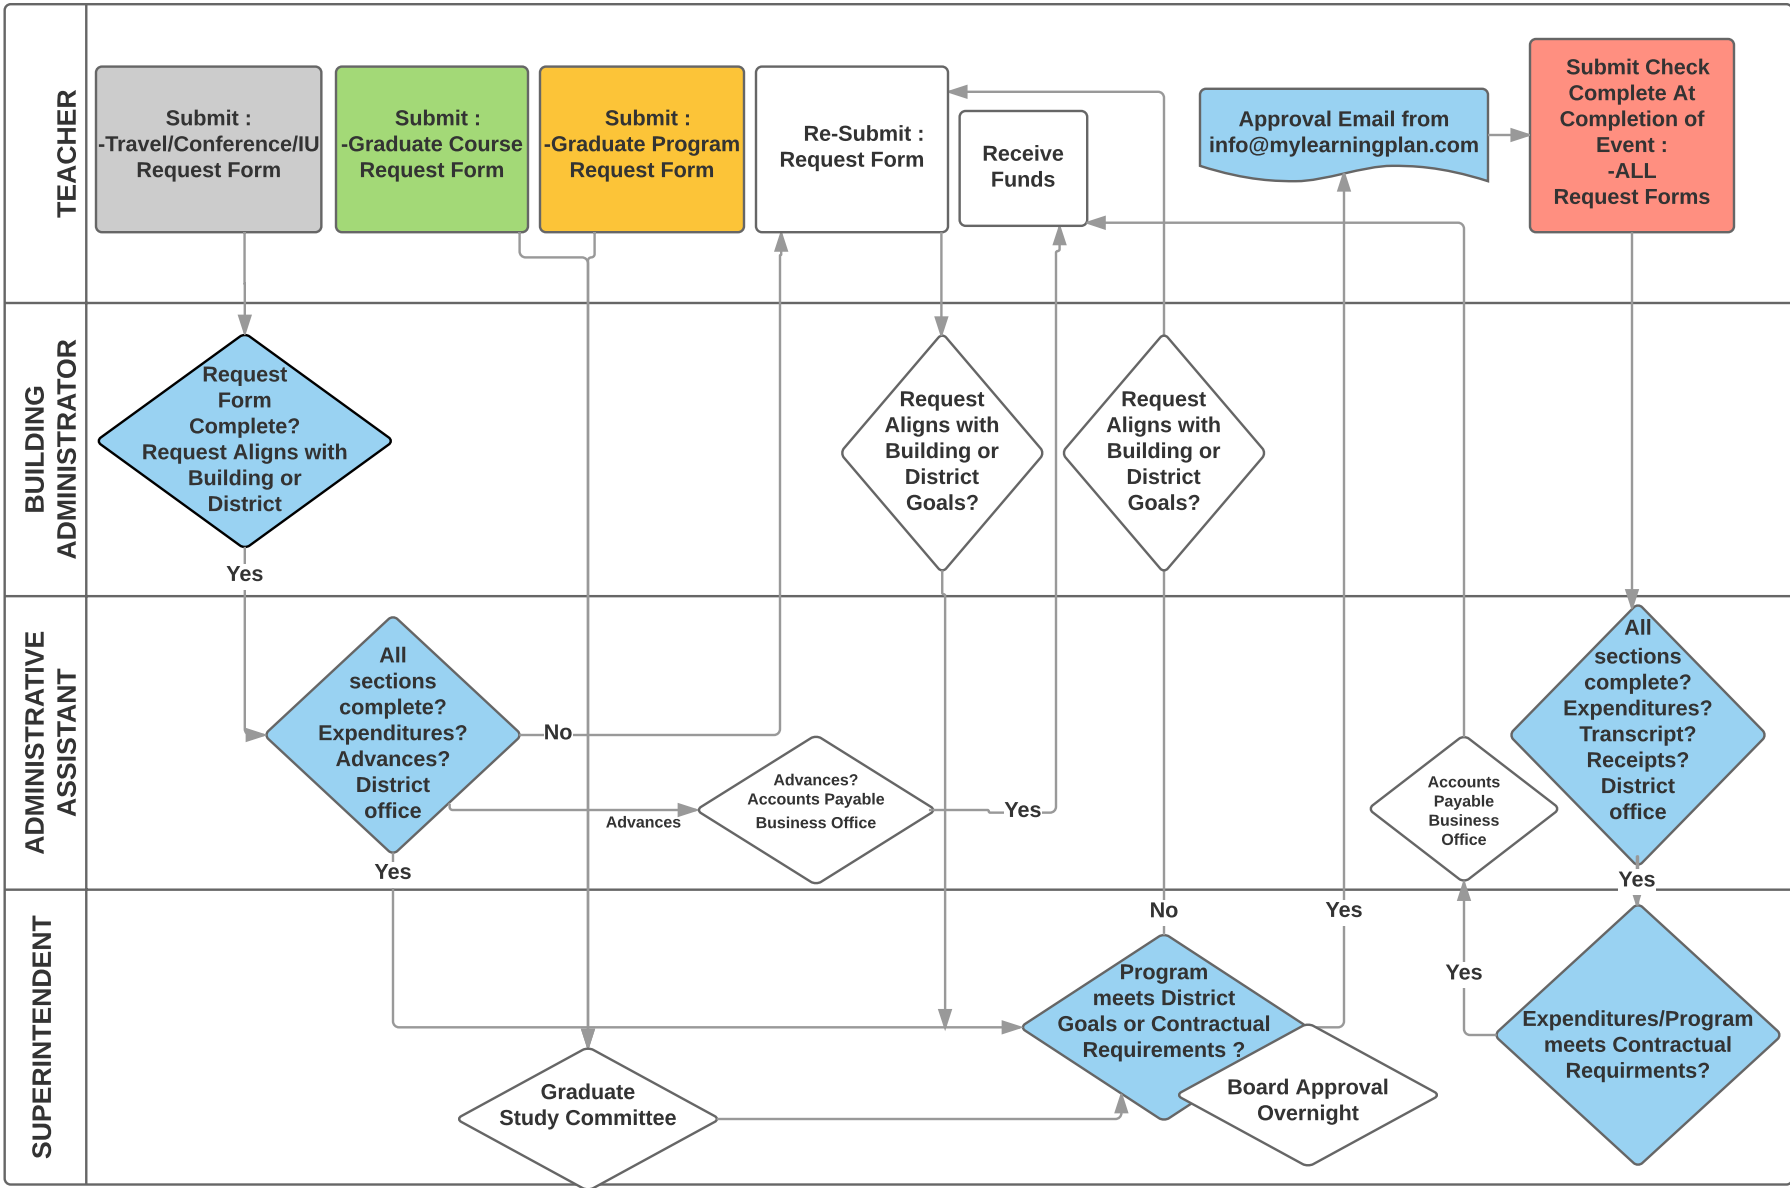 TEACHER
Submit :
-Travel/Conference/IU
Request Form
Submit :
-Graduate Course
Request Form
Submit :
-Graduate Program
Request Form
Re-Submit :
Request Form
Receive
Funds
Approval Email from
info@mylearningplan.com
Submit Check
Complete At
Completion of
Event :
-ALL
Request Forms
BUILDING
ADMINISTRATOR
Request
Form
Complete?
Request Aligns with
Building or
District
Yes
Request
Aligns with
Building or
District
Goals?
Request
Aligns with
Building or
District
Goals?
ADMINISTRATIVE
ASSISTANT
All
sections
complete?
Expenditures?
Advances?
District
office
No
Advances
Yes
Advances?
Accounts Payable
Business Office
Yes
Accounts
Payable
Business
Office
All
sections
complete?
Expenditures?
Transcript?
Receipts?
District
office
Yes
SUPERINTENDENT
Graduate
Study Committee
No
Program
meets District
Goals or Contractual
Requirements ?
Yes
Board Approval
Overnight
Yes
Expenditures/Program
meets Contractual
Requirments?